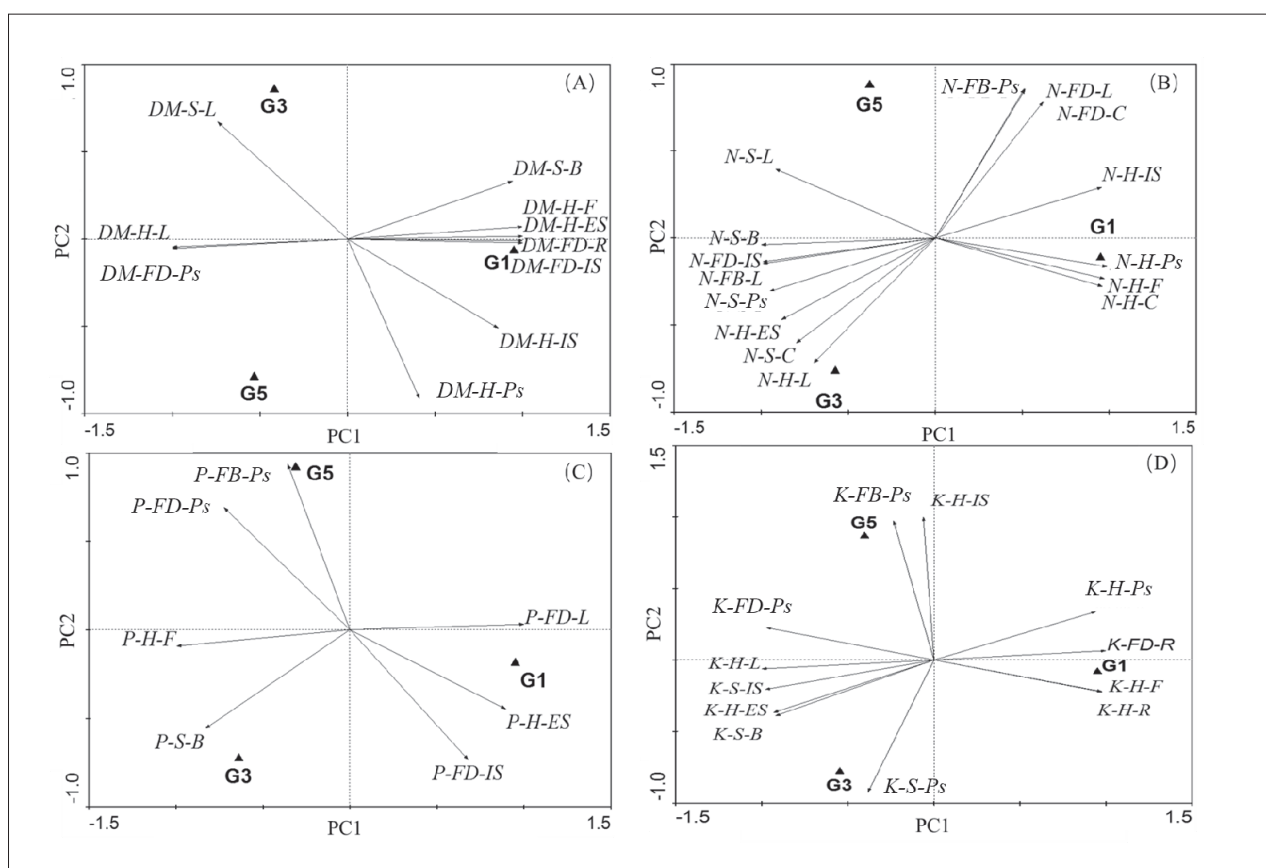 1.0
(A)
G3
DM-S-L
DM-S-B
DM-H-F
DM-H-ES
DM-H-L
DM-FD-R
PC2
G1
DM-FD-IS
DM-FD-Ps
DM-H-IS
G5
DM-H-Ps
-1.0
-1.5
PC1
1.5
1.0
(B)
G5
N-FB-Ps
N-FD-L
N-FD-C
N-S-L
N-H-IS
G1
PC2
N-S-B
N-FD-IS
N-H-Ps
N-FB-L
N-H-F
N-S-Ps
N-H-C
N-H-ES
N-S-C
N-H-L
G3
-1.0
-1.5
PC1
1.5
1.0
(C)
P-FB-Ps
G5
P-FD-Ps
P-FD-L
PC2
P-H-F
G1
P-H-ES
P-S-B
G3
P-FD-IS
-1.0
-1.5
PC1
1.5
1.5
(D)
K-FB-Ps
K-H-IS
G5
K-H-Ps
K-FD-Ps
PC2
K-FD-R
K-H-L
G1
K-S-IS
K-H-F
K-H-ES
K-H-R
K-S-B
G3
K-S-Ps
-1.0
-1.5
PC1
1.5